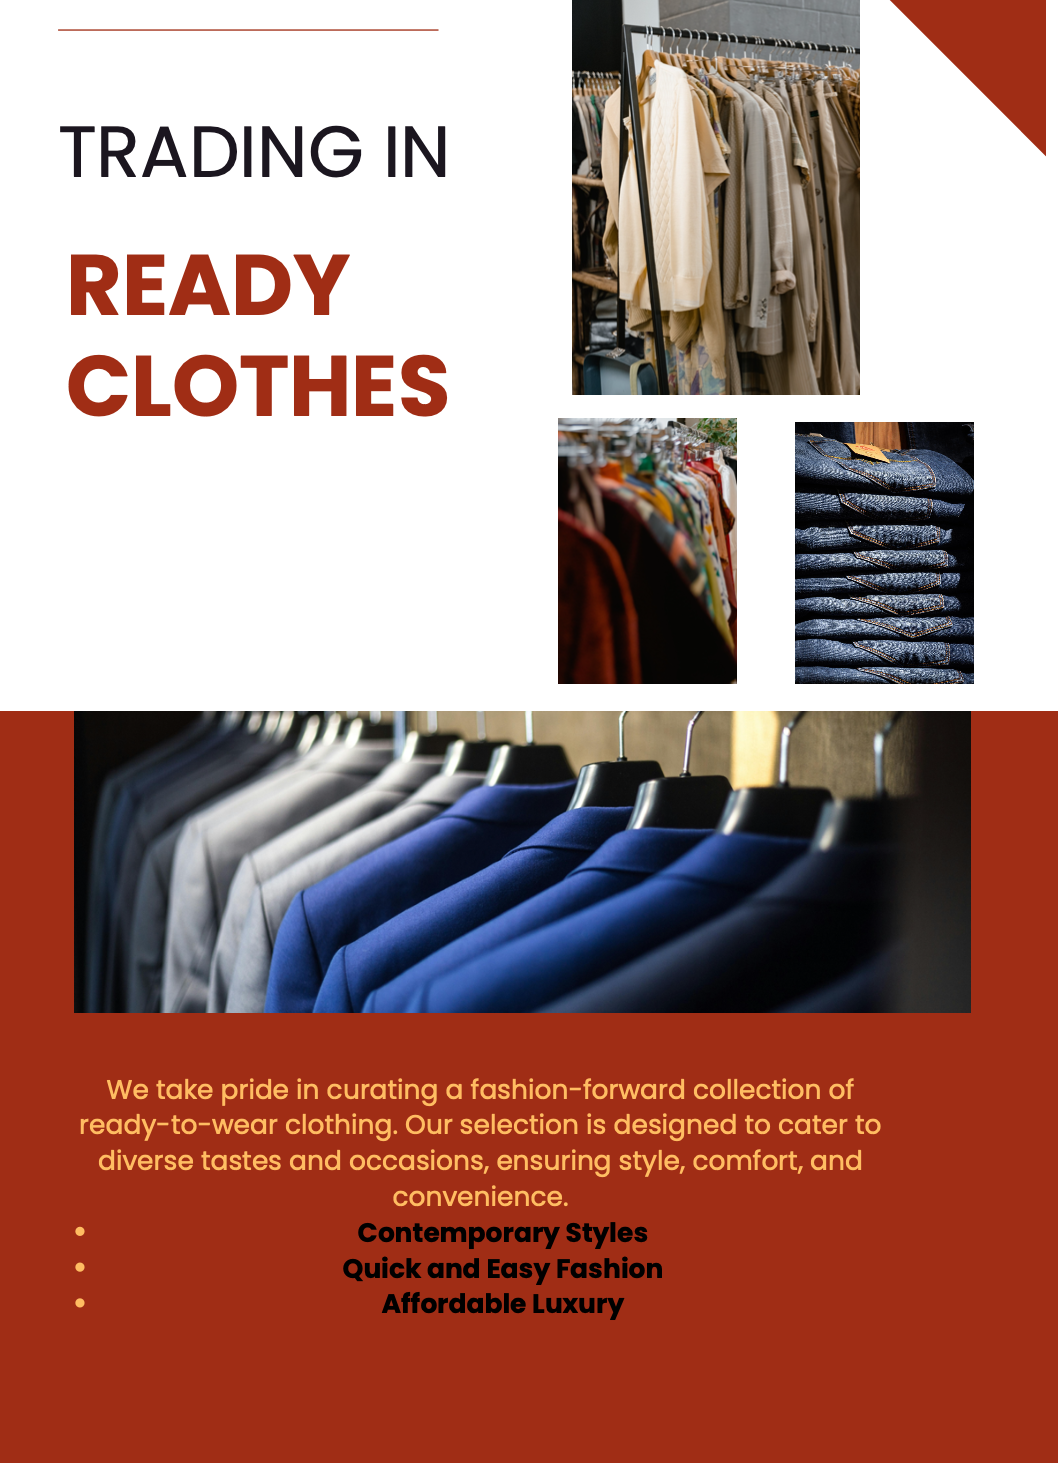 TRADING IN
READY
CLOTHES
We take pride in curating a fashion-forward collection of
ready-to-wear clothing. Our selection is designed to cater to
diverse tastes and occasions, ensuring style, comfort, and
convenience.
• Contemporary Styles
• Quick and Easy Fashion
• Affordable Luxury